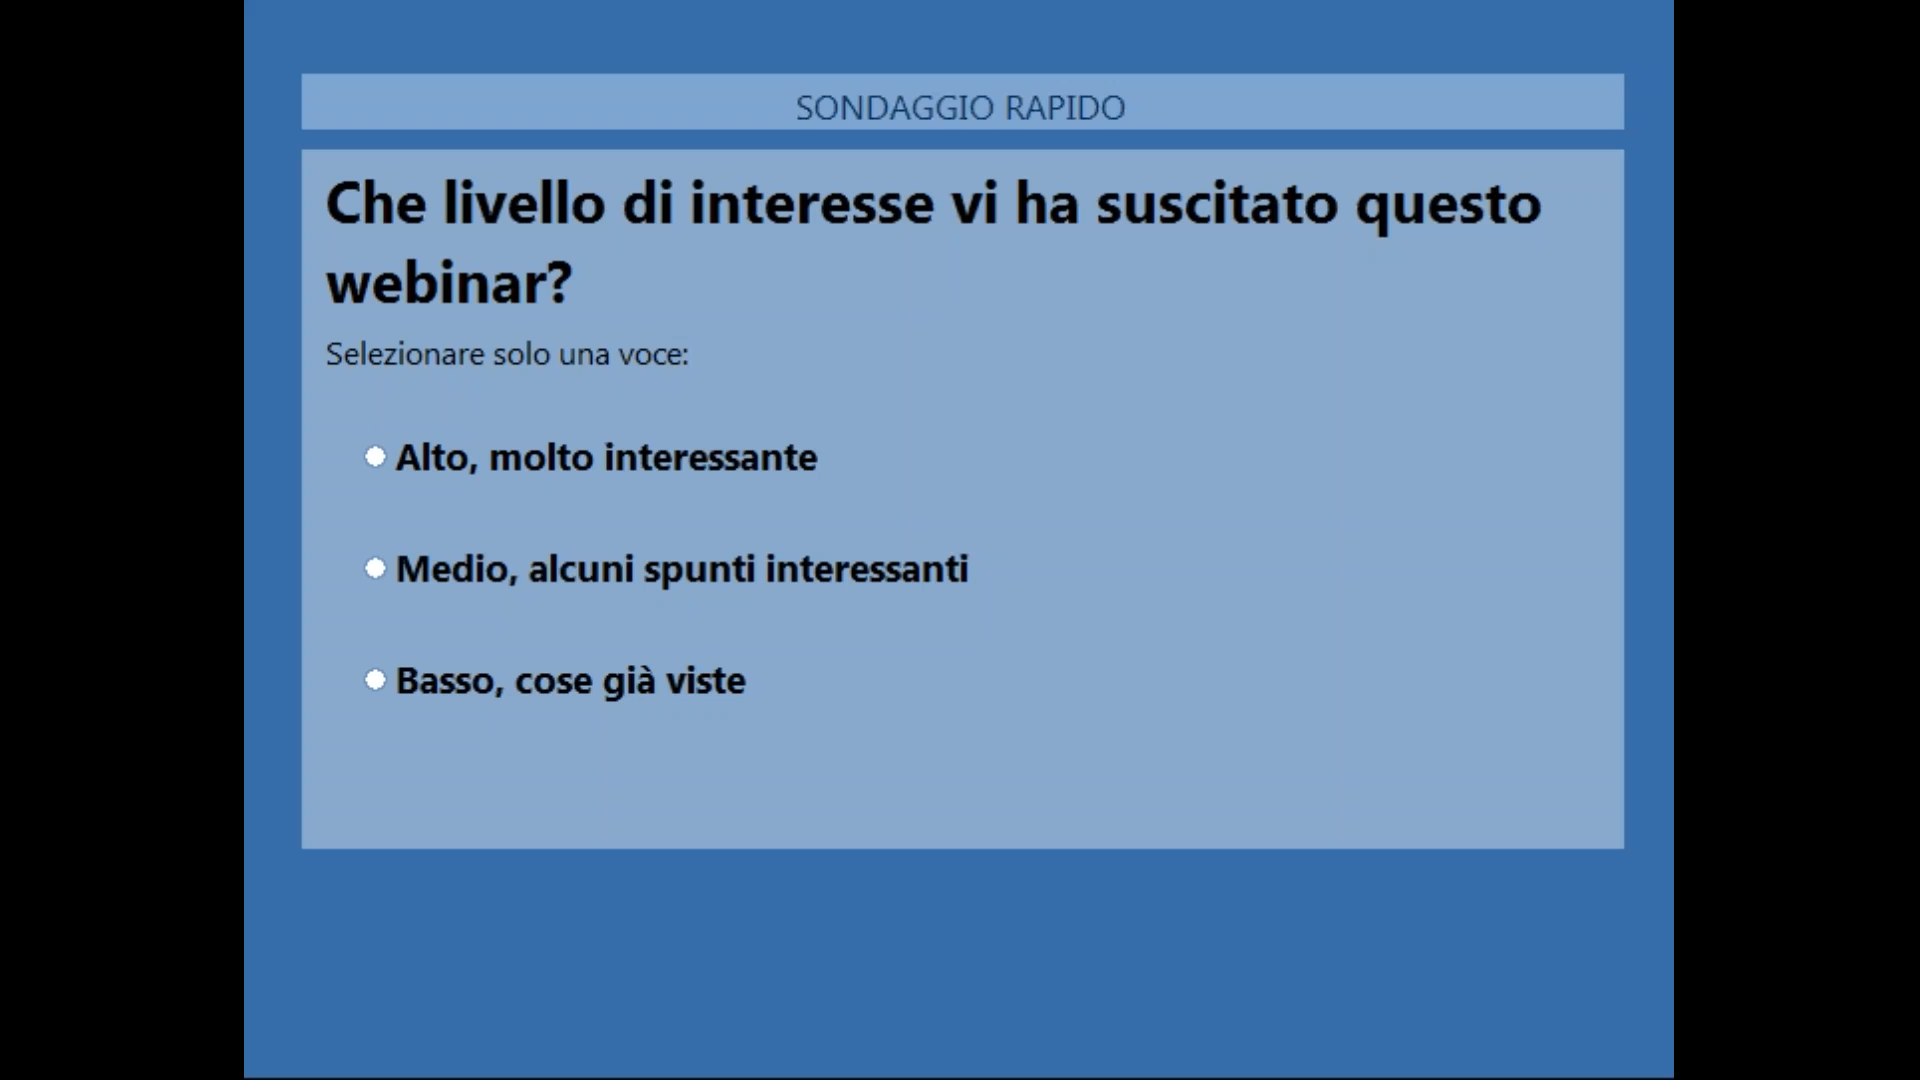 SONDAGGIO RAPIDO
Che livello di interesse vi ha suscitato questo
webinar?
Selezionare solo una voce:
Alto, molto interessante
Medio, alcuni spunti interessanti
Basso, cose già viste